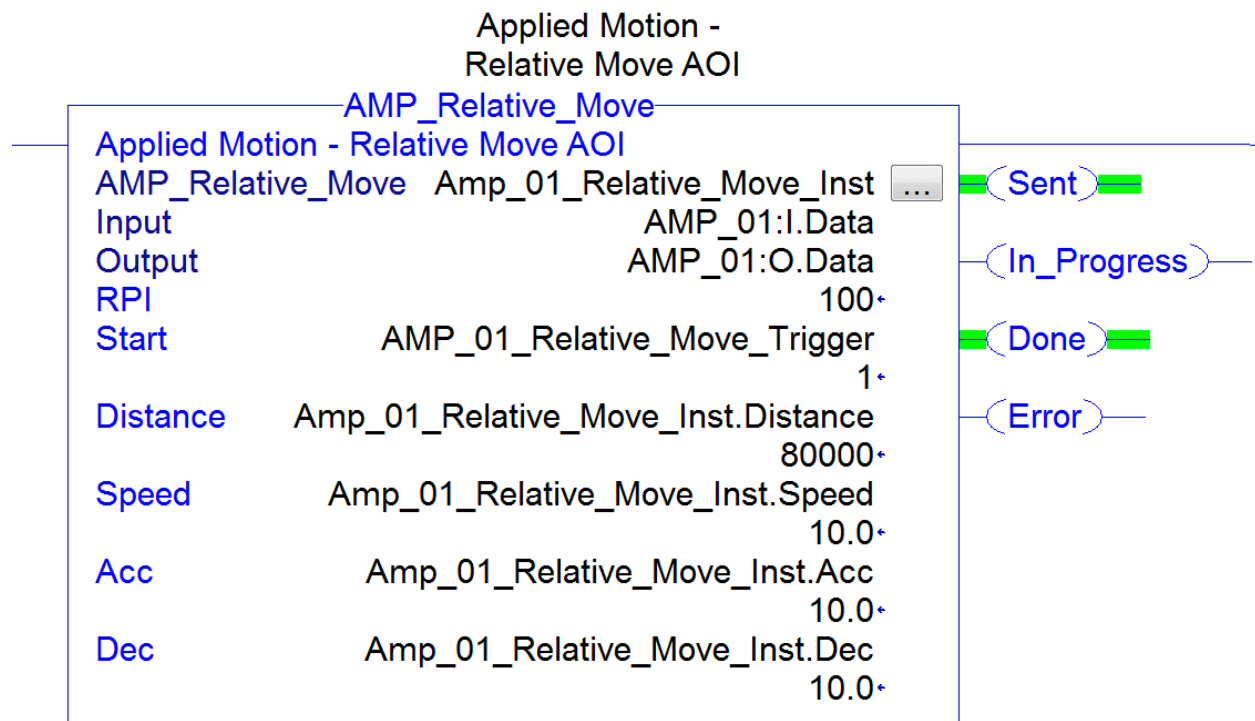 Applied Motion -
Relative Move AOI
AMP_Relative_Move
Applied Motion - Relative Move AOI
AMP_Relative_Move Amp_01_Relative_Move_Inst ... Sent
Input AMP_01:I.Data
Output AMP_01:O.Data In_Progress
RPI 100
Start AMP_01_Relative_Move_Trigger Done
1
Distance Amp_01_Relative_Move_Inst.Distance Error
80000
Speed Amp_01_Relative_Move_Inst.Speed
10.0
Acc Amp_01_Relative_Move_Inst.Acc
10.0
Dec Amp_01_Relative_Move_Inst.Dec
10.0